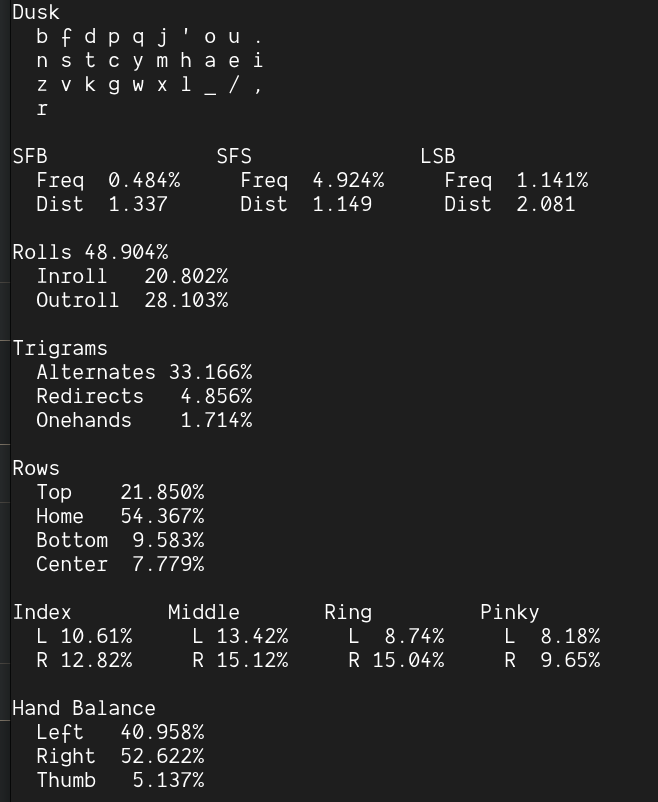 Dusk
b f d p q j ' o u .
n s t c y m h a e i
z v k g w x l _ / ,
r
SFB SFS LSB
Freq 0.484% Freq 4.924% Freq 1.141%
Dist 1.337 Dist 1.149 Dist 2.081
Rolls 48.904%
Inroll 20.802%
Outroll 28.103%
Trigrams
Alternates 33.166%
Redirects 4.856%
Onehands 1.714%
Rows
Top 21.850%
Home 54.367%
Bottom 9.583%
Center 7.779%
Index Middle Ring Pinky
L 10.61% L 13.42% L 8.74% L 8.18%
R 12.82% R 15.12% R 15.04% R 9.65%
Hand Balance
Left 40.958%
Right 52.622%
Thumb 5.137%